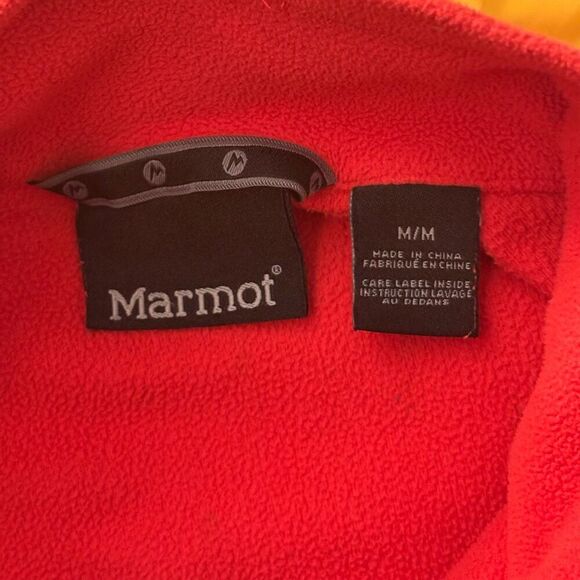 Marmot®
M/M
MADE IN CHINA
FABRIQUÉ EN CHINE
CARE LABEL INSIDE
INSTRUCTION LAVAGE
AU DEDANS